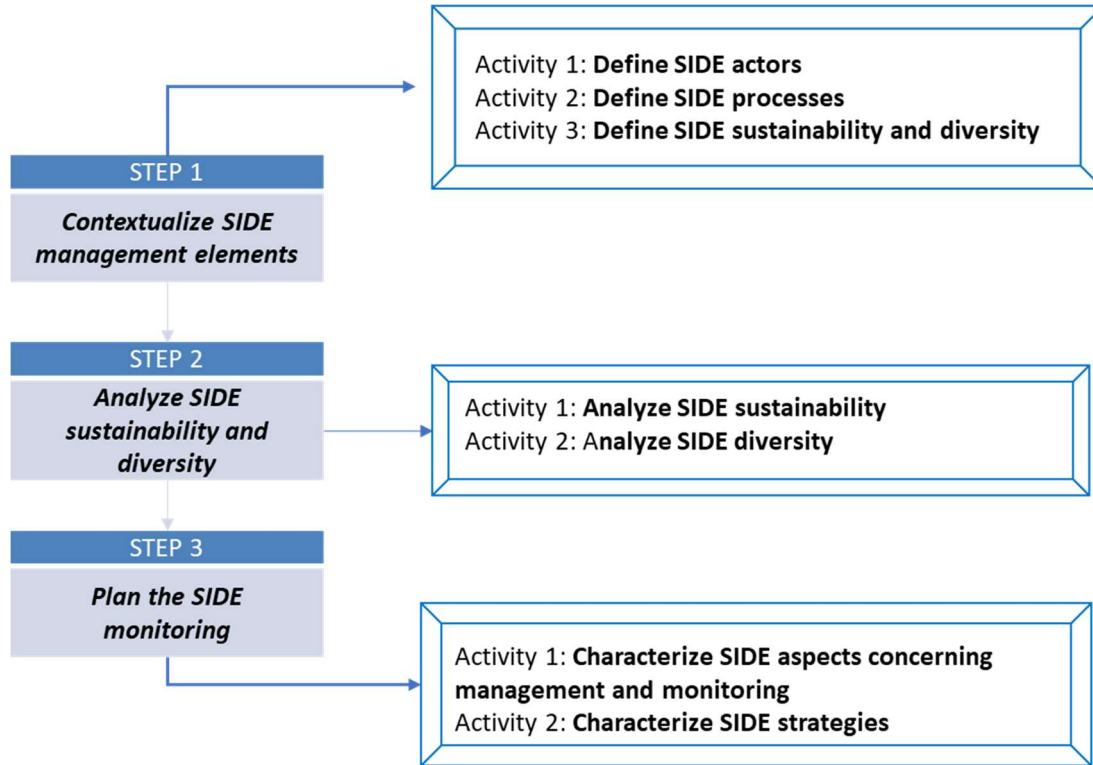 Activity 1: Define SIDE actors
Activity 2: Define SIDE processes
Activity 3: Define SIDE sustainability and diversity
STEP 1
Contextualize SIDE
management elements
STEP 2
Analyze SIDE
sustainability and
diversity
Activity 1: Analyze SIDE sustainability
Activity 2: Analyze SIDE diversity
STEP 3
Plan the SIDE
monitoring
Activity 1: Characterize SIDE aspects concerning
management and monitoring
Activity 2: Characterize SIDE strategies